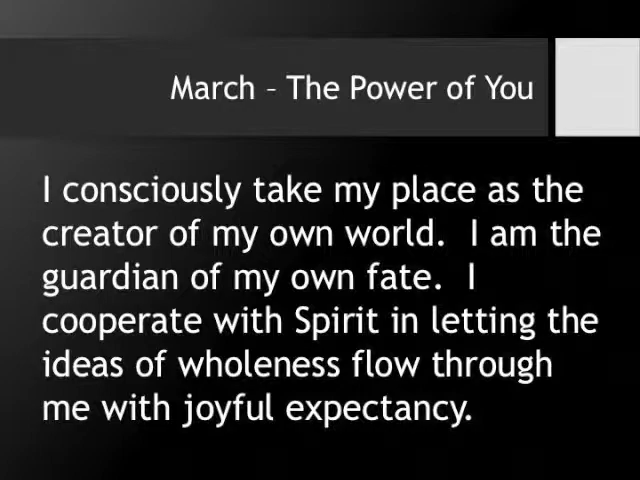 March – The Power of You
I consciously take my place as the
creator of my own world.  I am the
guardian of my own fate.  I
cooperate with Spirit in letting the
ideas of wholeness flow through
me with joyful expectancy.